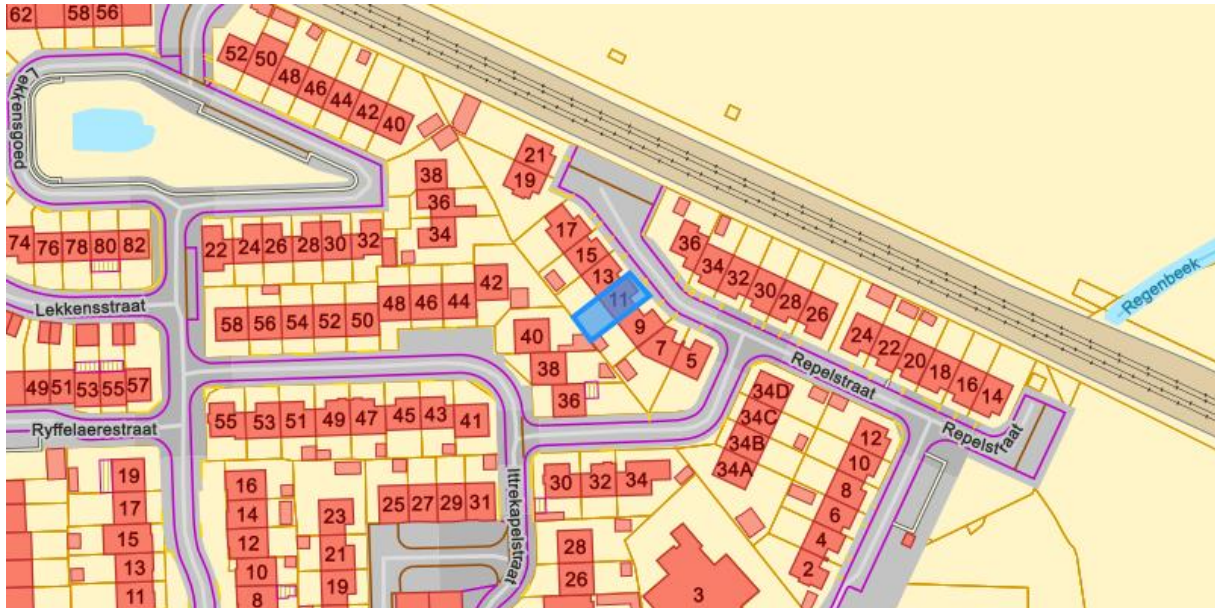 62 58 56
52 50 48 46 44 42 40
Lekkensgoed
21
19
38
36
34
17
15
13
11
9
7
5
74 76 78 80 82
22 24 26 28 30 32
36 34 32 30 28 26
24 22 20 18 16 14
Regenbeek
Lekkensstraat
58 56 54 52 50 48 46 44 42
40
38
36
Repelstraat
Repelstraat
49 51 53 55 57
55 53 51 49 47 45 43 41
34D
34C
34B
34A
Ryffelaerestraat
Ittrekapelstraat
19
17
15
13
11
16
14
12
10
8
23
21
19
25 27 29 31
30 32 34
28
26
3
12
10
8
6
4
2